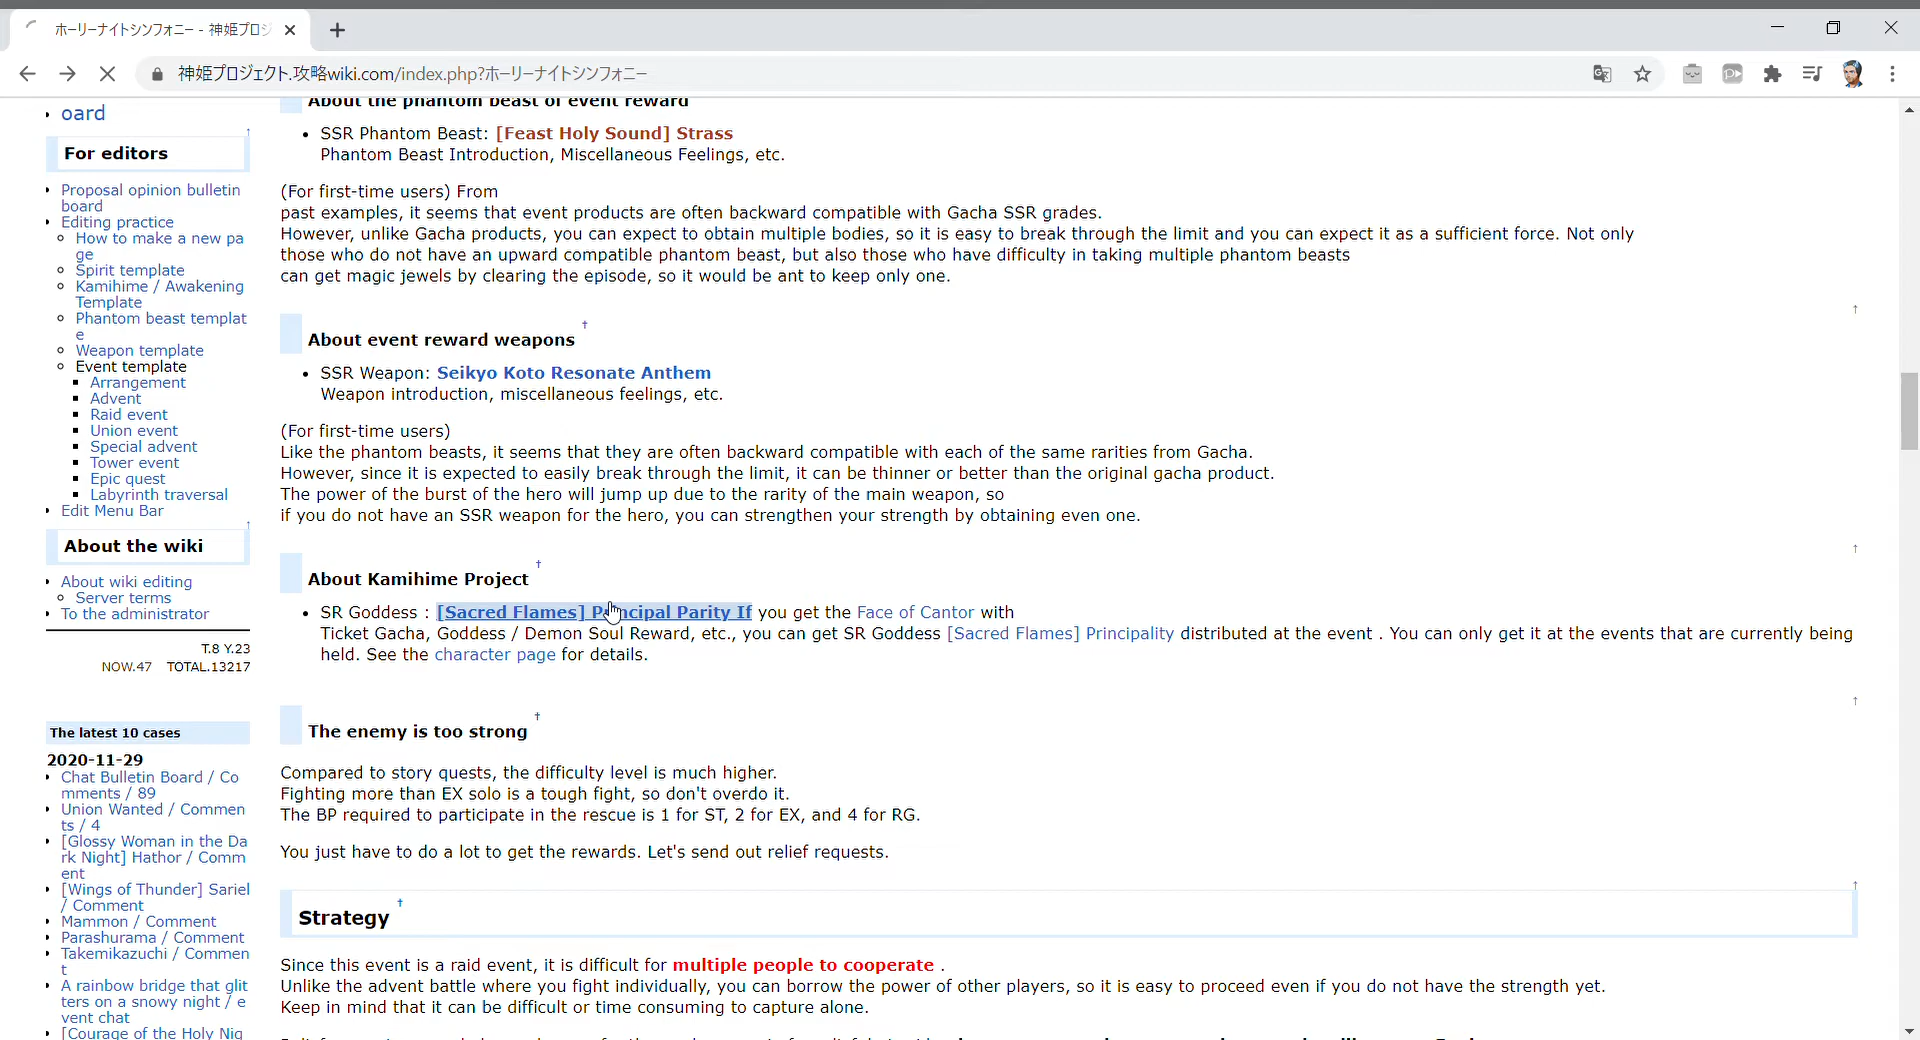 ホーリーナイトシンフォニー - 神姫プロジ
神姫プロジェクト.攻略wiki.com/index.php?ホーリーナイトシンフォニー
oard
↑
For editors
Proposal opinion bulletin
board
Editing practice
How to make a new pa
ge
Spirit template
Kamihime / Awakening
Template
Phantom beast templat
e
Weapon template
Event template
Arrangement
Advent
Raid event
Union event
Special advent
Tower event
Epic quest
Labyrinth traversal
Edit Menu Bar
↑
About the wiki
About wiki editing
Server terms
To the administrator
T.8 Y.23
NOW.47 TOTAL.13217
The latest 10 cases
2020-11-29
Chat Bulletin Board / Co
mments / 89
Union Wanted / Commen
ts / 4
[Glossy Woman in the Da
rk Night] Hathor / Comm
ent
[Wings of Thunder] Sariel
/ Comment
Mammon / Comment
Parashurama / Comment
Takemikazuchi / Commen
t
A rainbow bridge that glit
ters on a snowy night / e
vent chat
[Courage of the Holy Nig
About the phantom beast of event reward
• SSR Phantom Beast: [Feast Holy Sound] Strass
Phantom Beast Introduction, Miscellaneous Feelings, etc.
(For first-time users) From
past examples, it seems that event products are often backward compatible with Gacha SSR grades.
However, unlike Gacha products, you can expect to obtain multiple bodies, so it is easy to break through the limit and you can expect it as a sufficient force. Not only
those who do not have an upward compatible phantom beast, but also those who have difficulty in taking multiple phantom beasts
can get magic jewels by clearing the episode, so it would be ant to keep only one.
↑
About event reward weapons †
• SSR Weapon: Seikyo Koto Resonate Anthem
Weapon introduction, miscellaneous feelings, etc.
(For first-time users)
Like the phantom beasts, it seems that they are often backward compatible with each of the same rarities from Gacha.
However, since it is expected to easily break through the limit, it can be thinner or better than the original gacha product.
The power of the burst of the hero will jump up due to the rarity of the main weapon, so
if you do not have an SSR weapon for the hero, you can strengthen your strength by obtaining even one.
↑
About Kamihime Project †
• SR Goddess : [Sacred Flames] Principal Parity If you get the Face of Cantor with
Ticket Gacha, Goddess / Demon Soul Reward, etc., you can get SR Goddess [Sacred Flames] Principality distributed at the event . You can only get it at the events that are currently being
held. See the character page for details.
↑
The enemy is too strong †
Compared to story quests, the difficulty level is much higher.
Fighting more than EX solo is a tough fight, so don't overdo it.
The BP required to participate in the rescue is 1 for ST, 2 for EX, and 4 for RG.
You just have to do a lot to get the rewards. Let's send out relief requests.
↑
Strategy †
Since this event is a raid event, it is difficult for multiple people to cooperate .
Unlike the advent battle where you fight individually, you can borrow the power of other players, so it is easy to proceed even if you do not have the strength yet.
Keep in mind that it can be difficult or time consuming to capture alone.